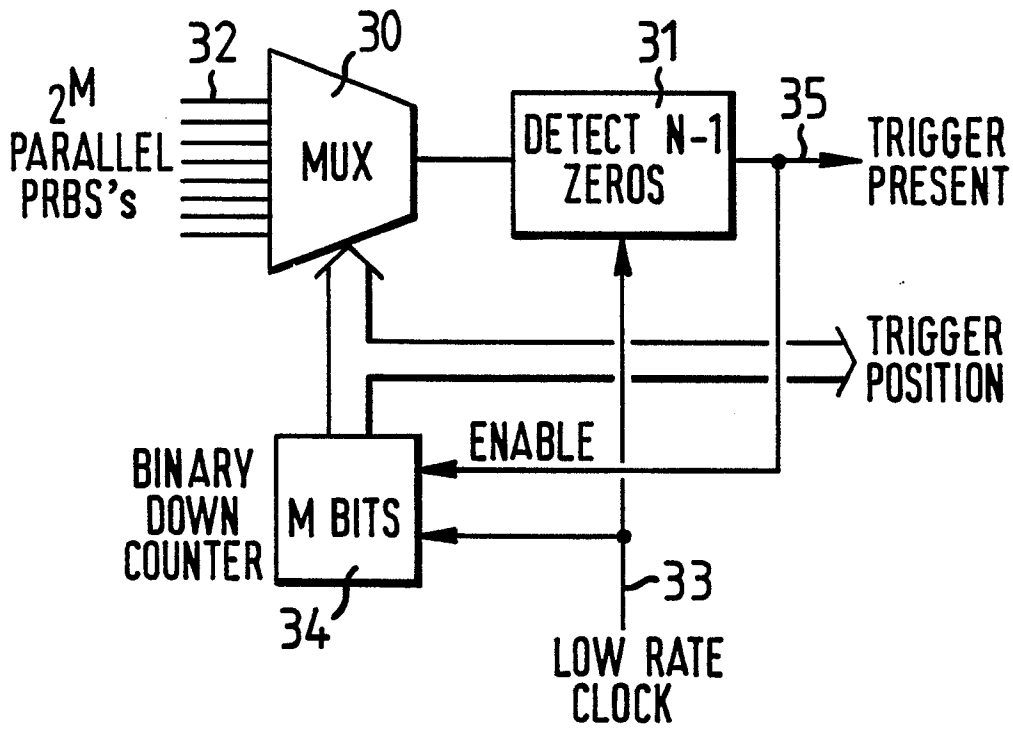 32
30
2^M
PARALLEL
PRBS's
MUX
31
DETECT N-1
ZEROS
35
TRIGGER
PRESENT
TRIGGER
POSITION
ENABLE
BINARY
DOWN
COUNTER
M BITS
34
33
LOW RATE
CLOCK